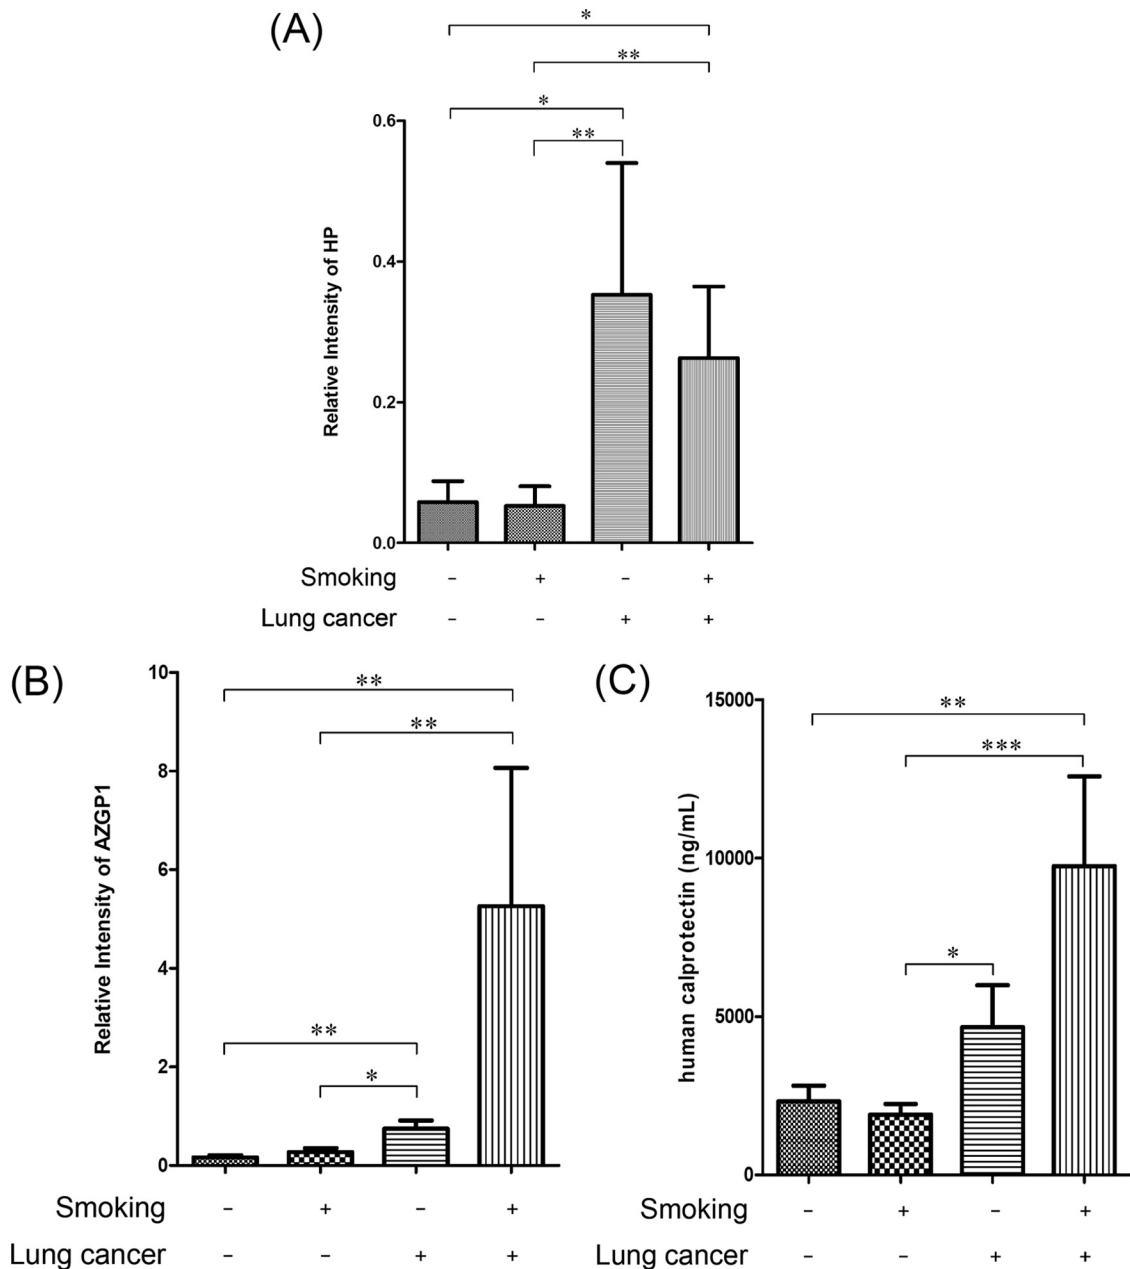 (A)
*
**
*
**
0.6
0.4
0.2
0.0
Relative Intensity of HP
Smoking - + - +
Lung cancer - - + +
(B)
10
8
6
4
2
0
Relative Intensity of AZGP1
**
**
**
*
Smoking - + - +
Lung cancer - - + +
(C)
15000
10000
5000
0
human calprotectin (ng/mL)
**
***
*
Smoking - + - +
Lung cancer - - + +